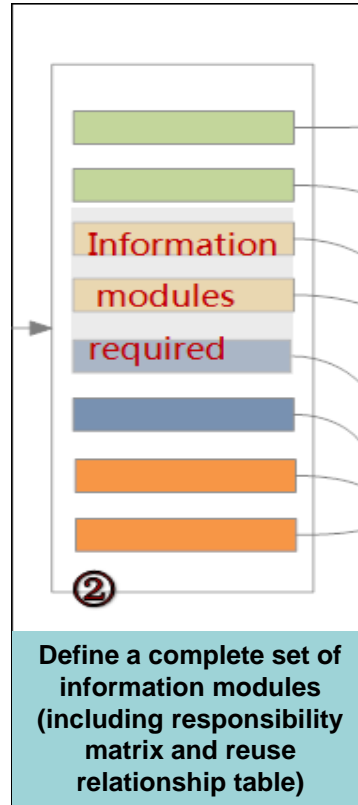 Information
modules
required
②
Define a complete set of
information modules
(including responsibility
matrix and reuse
relationship table)